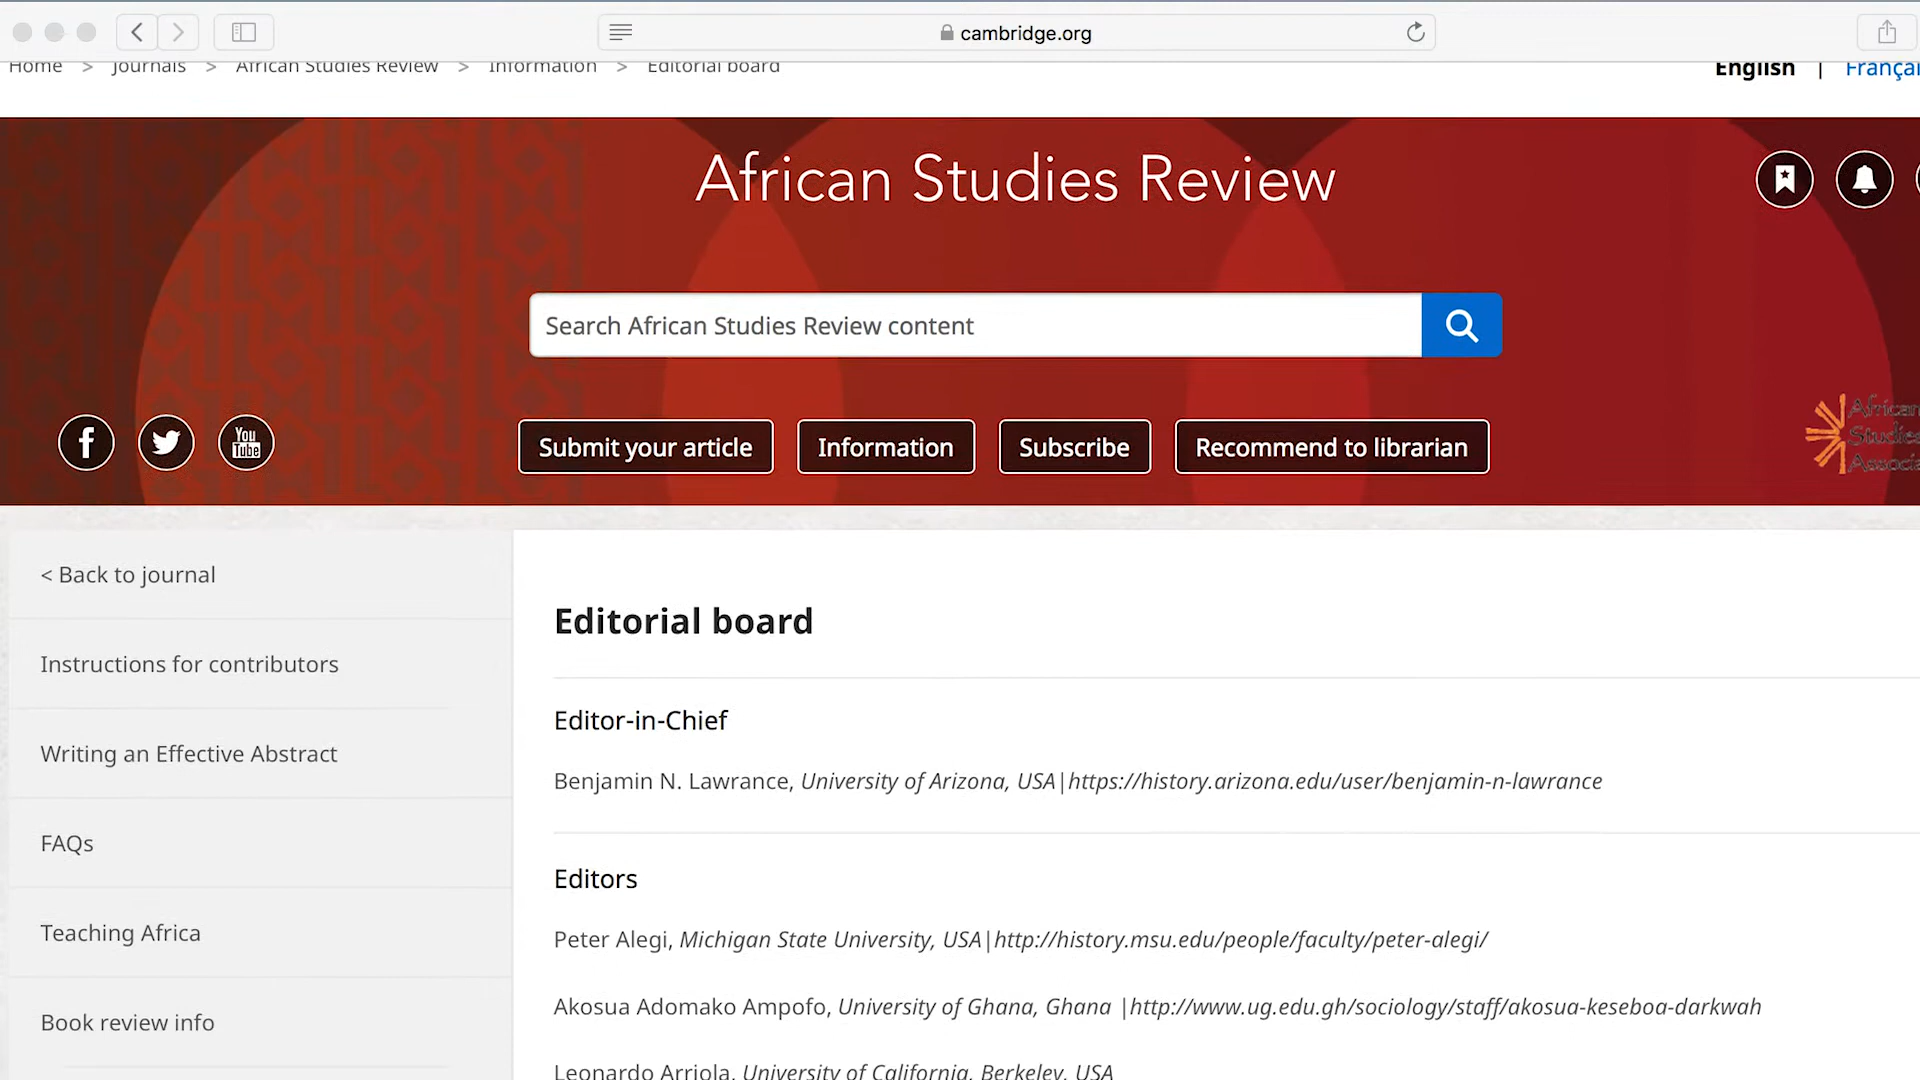 cambridge.org
Home > Journals > African Studies Review > Information > Editorial board
English | Françai
African Studies Review
Search African Studies Review content
African
Studies
Associa
f
You
Tube
Submit your article
Information
Subscribe
Recommend to librarian
< Back to journal
Instructions for contributors
Writing an Effective Abstract
FAQs
Teaching Africa
Book review info
Editorial board
Editor-in-Chief
Benjamin N. Lawrance, University of Arizona, USA|https://history.arizona.edu/user/benjamin-n-lawrance
Editors
Peter Alegi, Michigan State University, USA|http://history.msu.edu/people/faculty/peter-alegi/
Akosua Adomako Ampofo, University of Ghana, Ghana |http://www.ug.edu.gh/sociology/staff/akosua-keseboa-darkwah
Leonardo Arriola, University of California, Berkeley, USA